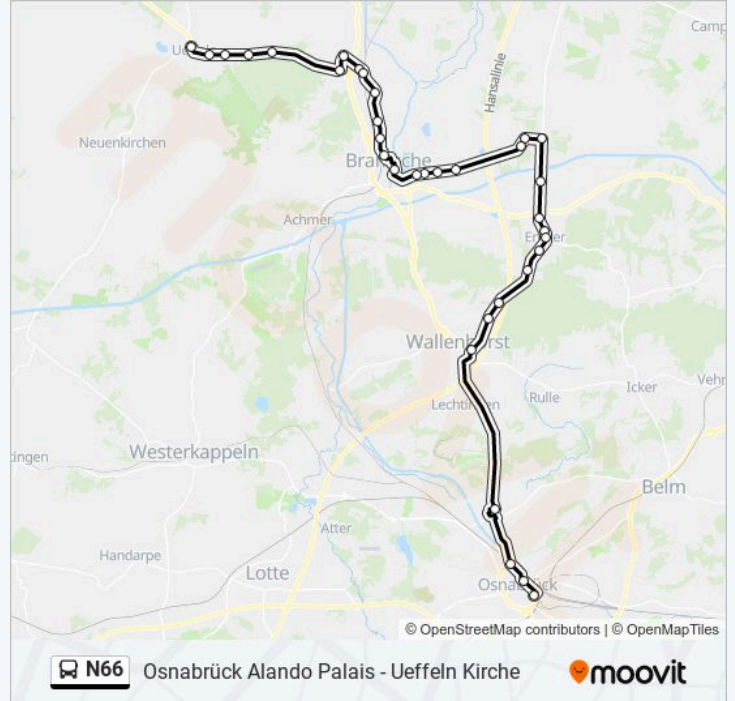 Camp
Hansalinie
Neuenkirchen
Achmer
Wallenhorst
Icker
Vehr
Rulle
Westerkappeln
tingen
Belm
Atter
Handarpe
Lotte
© OpenStreetMap contributors | © OpenMapTiles
N66 Osnabrück Alando Palais - Ueffeln Kirche moovit